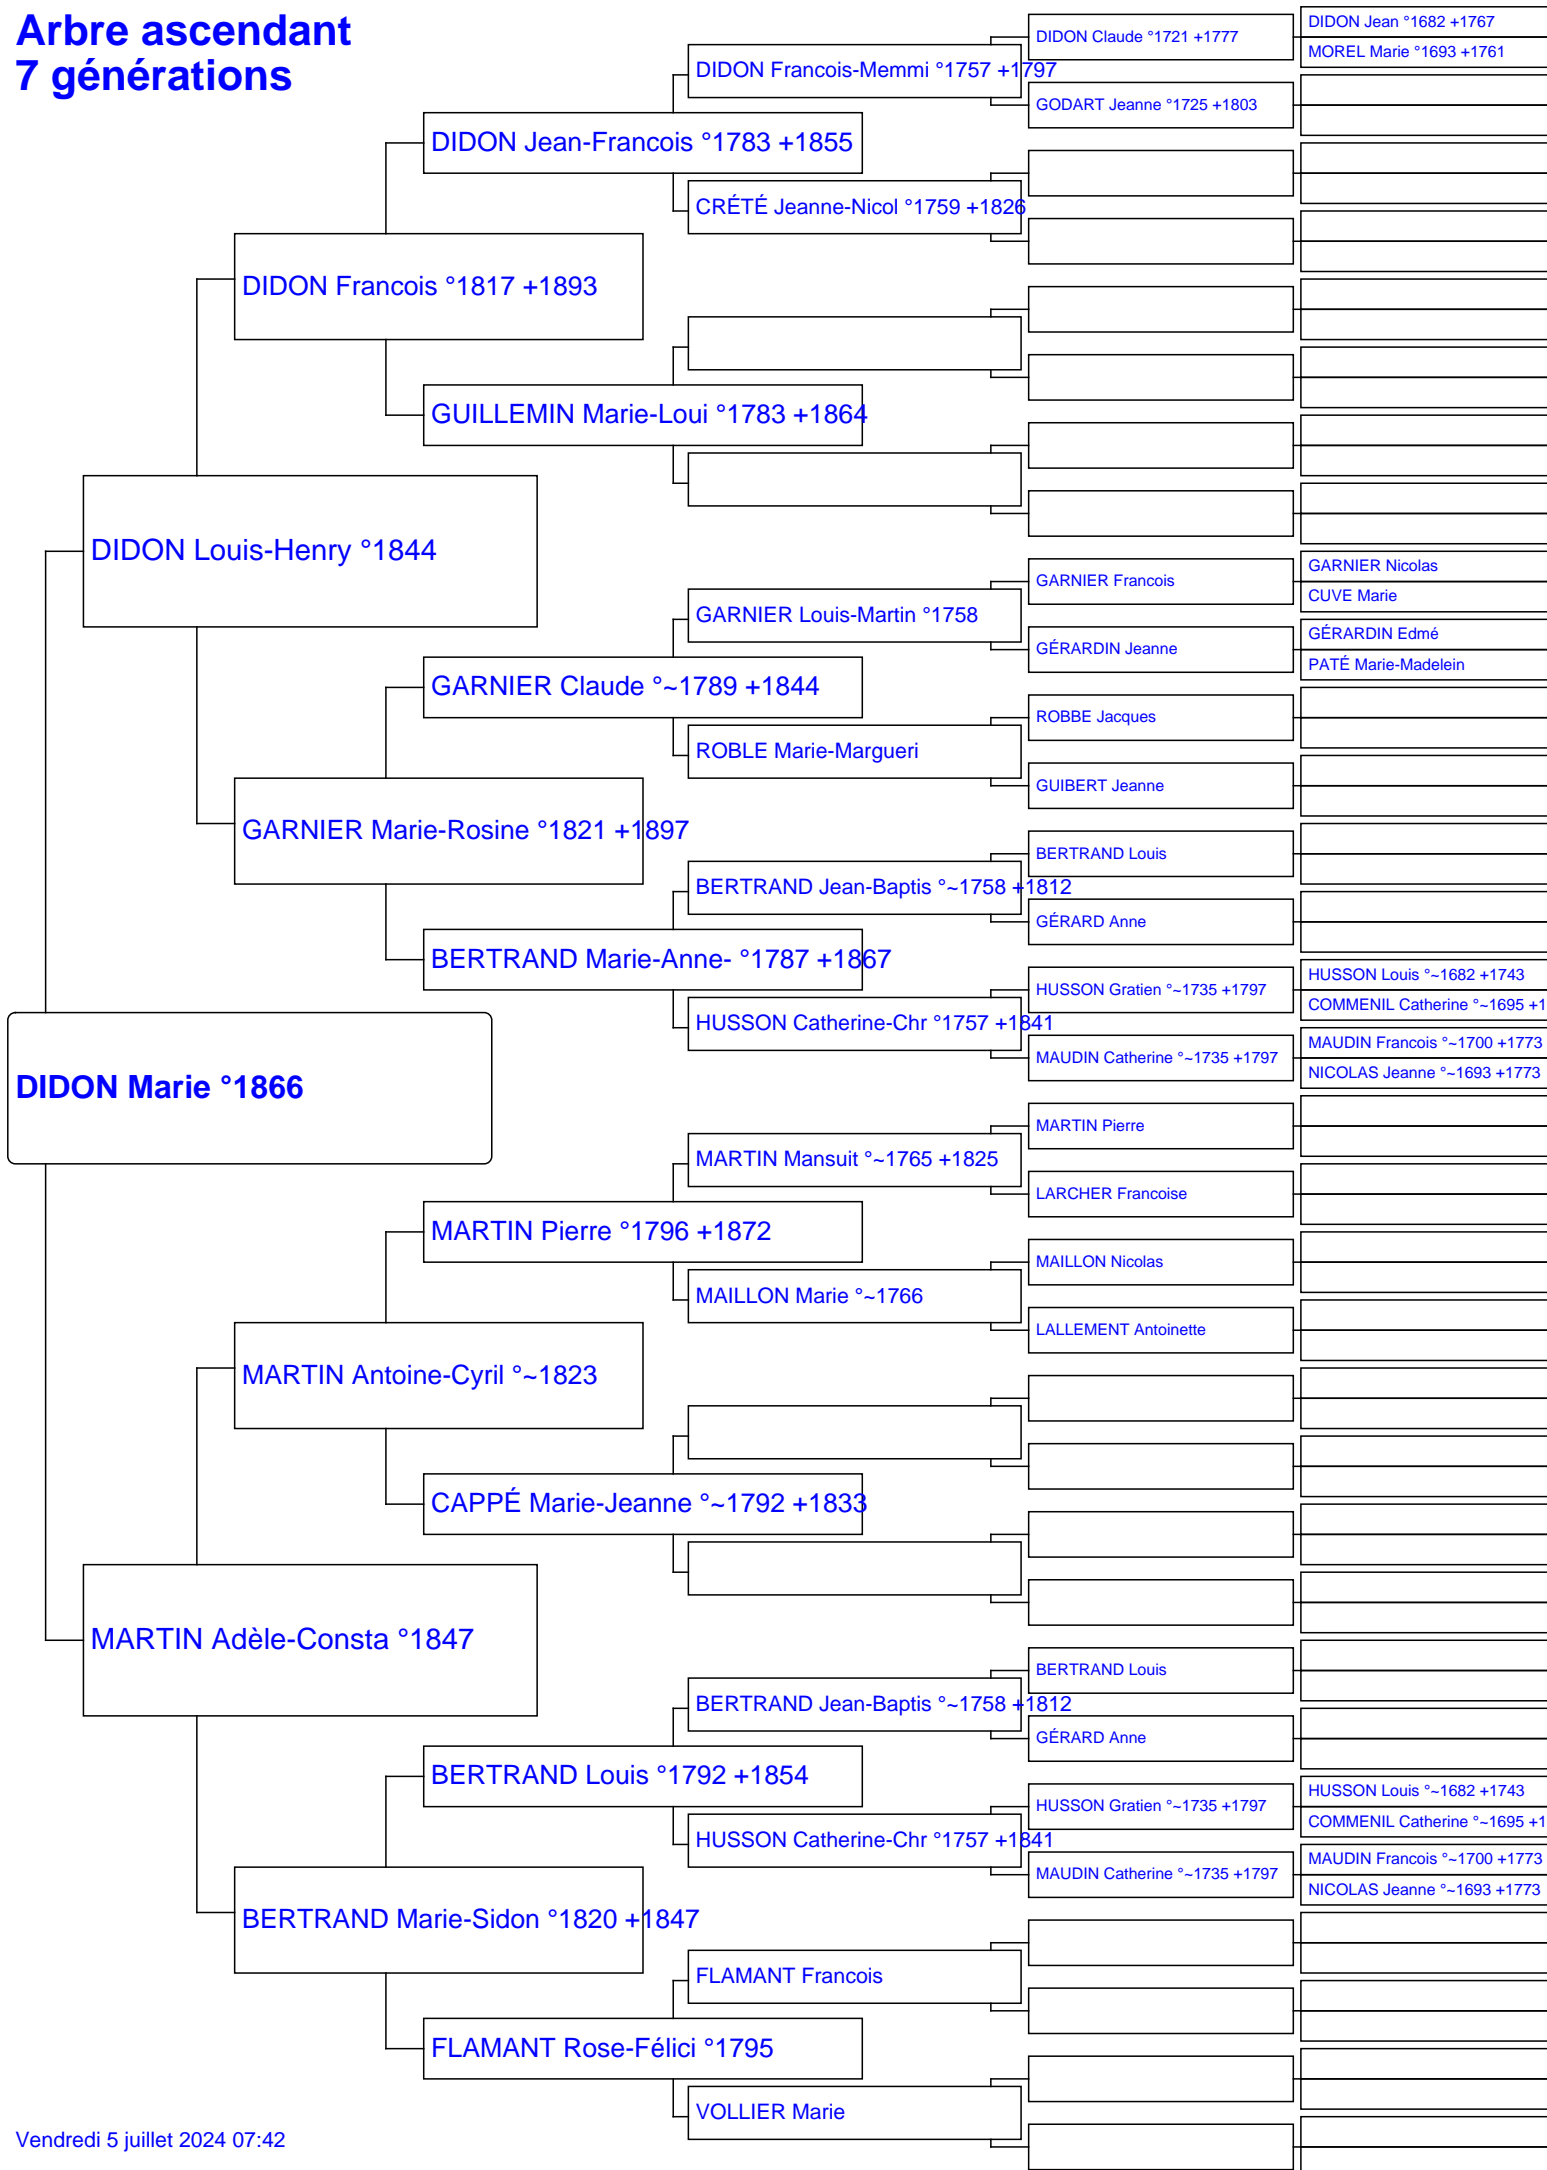 Arbre ascendant
7 générations
DIDON Marie °1866
DIDON Louis-Henry °1844
MARTIN Adèle-Consta °1847
DIDON Francois °1817 +1893
GARNIER Marie-Rosine °1821 +1897
MARTIN Antoine-Cyril °~1823
BERTRAND Marie-Sidon °1820 +1847
DIDON Jean-Francois °1783 +1855
GUILLEMIN Marie-Loui °1783 +1864
GARNIER Claude °~1789 +1844
BERTRAND Marie-Anne- °1787 +1867
MARTIN Pierre °1796 +1872
CAPPÉ Marie-Jeanne °~1792 +1833
BERTRAND Louis °1792 +1854
FLAMANT Rose-Félici °1795
DIDON Francois-Memmi °1757 +1797
CRÉTÉ Jeanne-Nicol °1759 +1826
GARNIER Louis-Martin °1758
ROBLE Marie-Margueri
BERTRAND Jean-Baptis °~1758 +1812
HUSSON Catherine-Chr °1757 +1841
MARTIN Mansuit °~1765 +1825
MAILLON Marie °~1766
BERTRAND Jean-Baptis °~1758 +1812
HUSSON Catherine-Chr °1757 +1841
FLAMANT Francois
VOLLIER Marie
DIDON Claude °1721 +1777
GODART Jeanne °1725 +1803
GARNIER Francois
GÉRARDIN Jeanne
ROBBE Jacques
GUIBERT Jeanne
BERTRAND Louis
GÉRARD Anne
HUSSON Gratien °~1735 +1797
MAUDIN Catherine °~1735 +1797
MARTIN Pierre
LARCHER Francoise
MAILLON Nicolas
LALLEMENT Antoinette
BERTRAND Louis
GÉRARD Anne
HUSSON Gratien °~1735 +1797
MAUDIN Catherine °~1735 +1797
DIDON Jean °1682 +1767
MOREL Marie °1693 +1761
GARNIER Nicolas
CUVE Marie
GÉRARDIN Edmé
PATÉ Marie-Madelein
HUSSON Louis °~1682 +1743
COMMENIL Catherine °~1695 +1
MAUDIN Francois °~1700 +1773
NICOLAS Jeanne °~1693 +1773
HUSSON Louis °~1682 +1743
COMMENIL Catherine °~1695 +1
MAUDIN Francois °~1700 +1773
NICOLAS Jeanne °~1693 +1773
Vendredi 5 juillet 2024 07:42